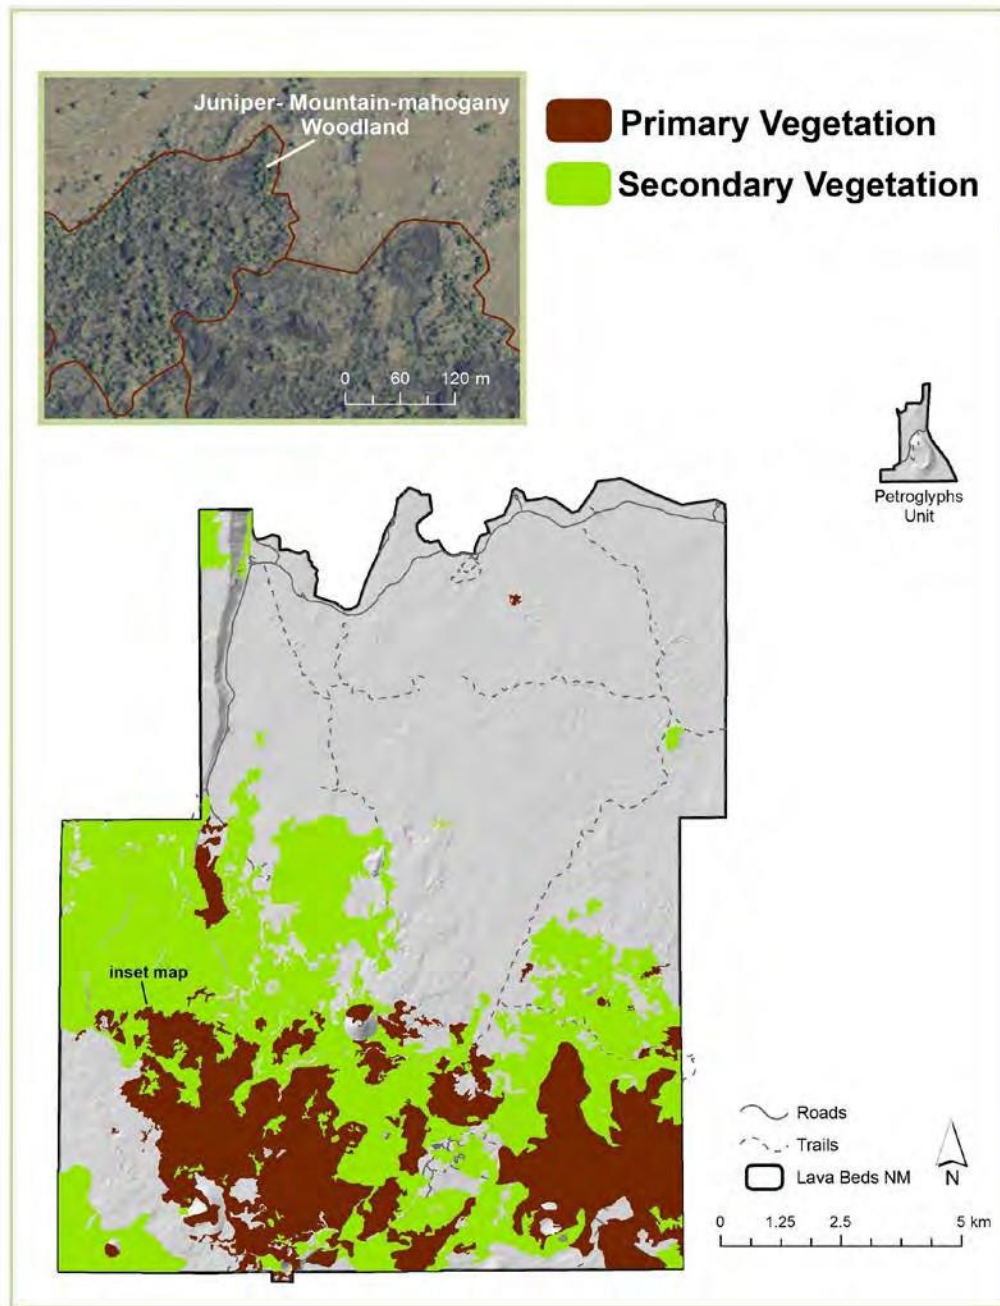 Juniper- Mountain-mahogany
Woodland
0 60 120 m
Primary Vegetation
Secondary Vegetation
Petroglyphs
Unit
inset map
Roads
Trails
Lava Beds NM
N
0 1.25 2.5 5 km